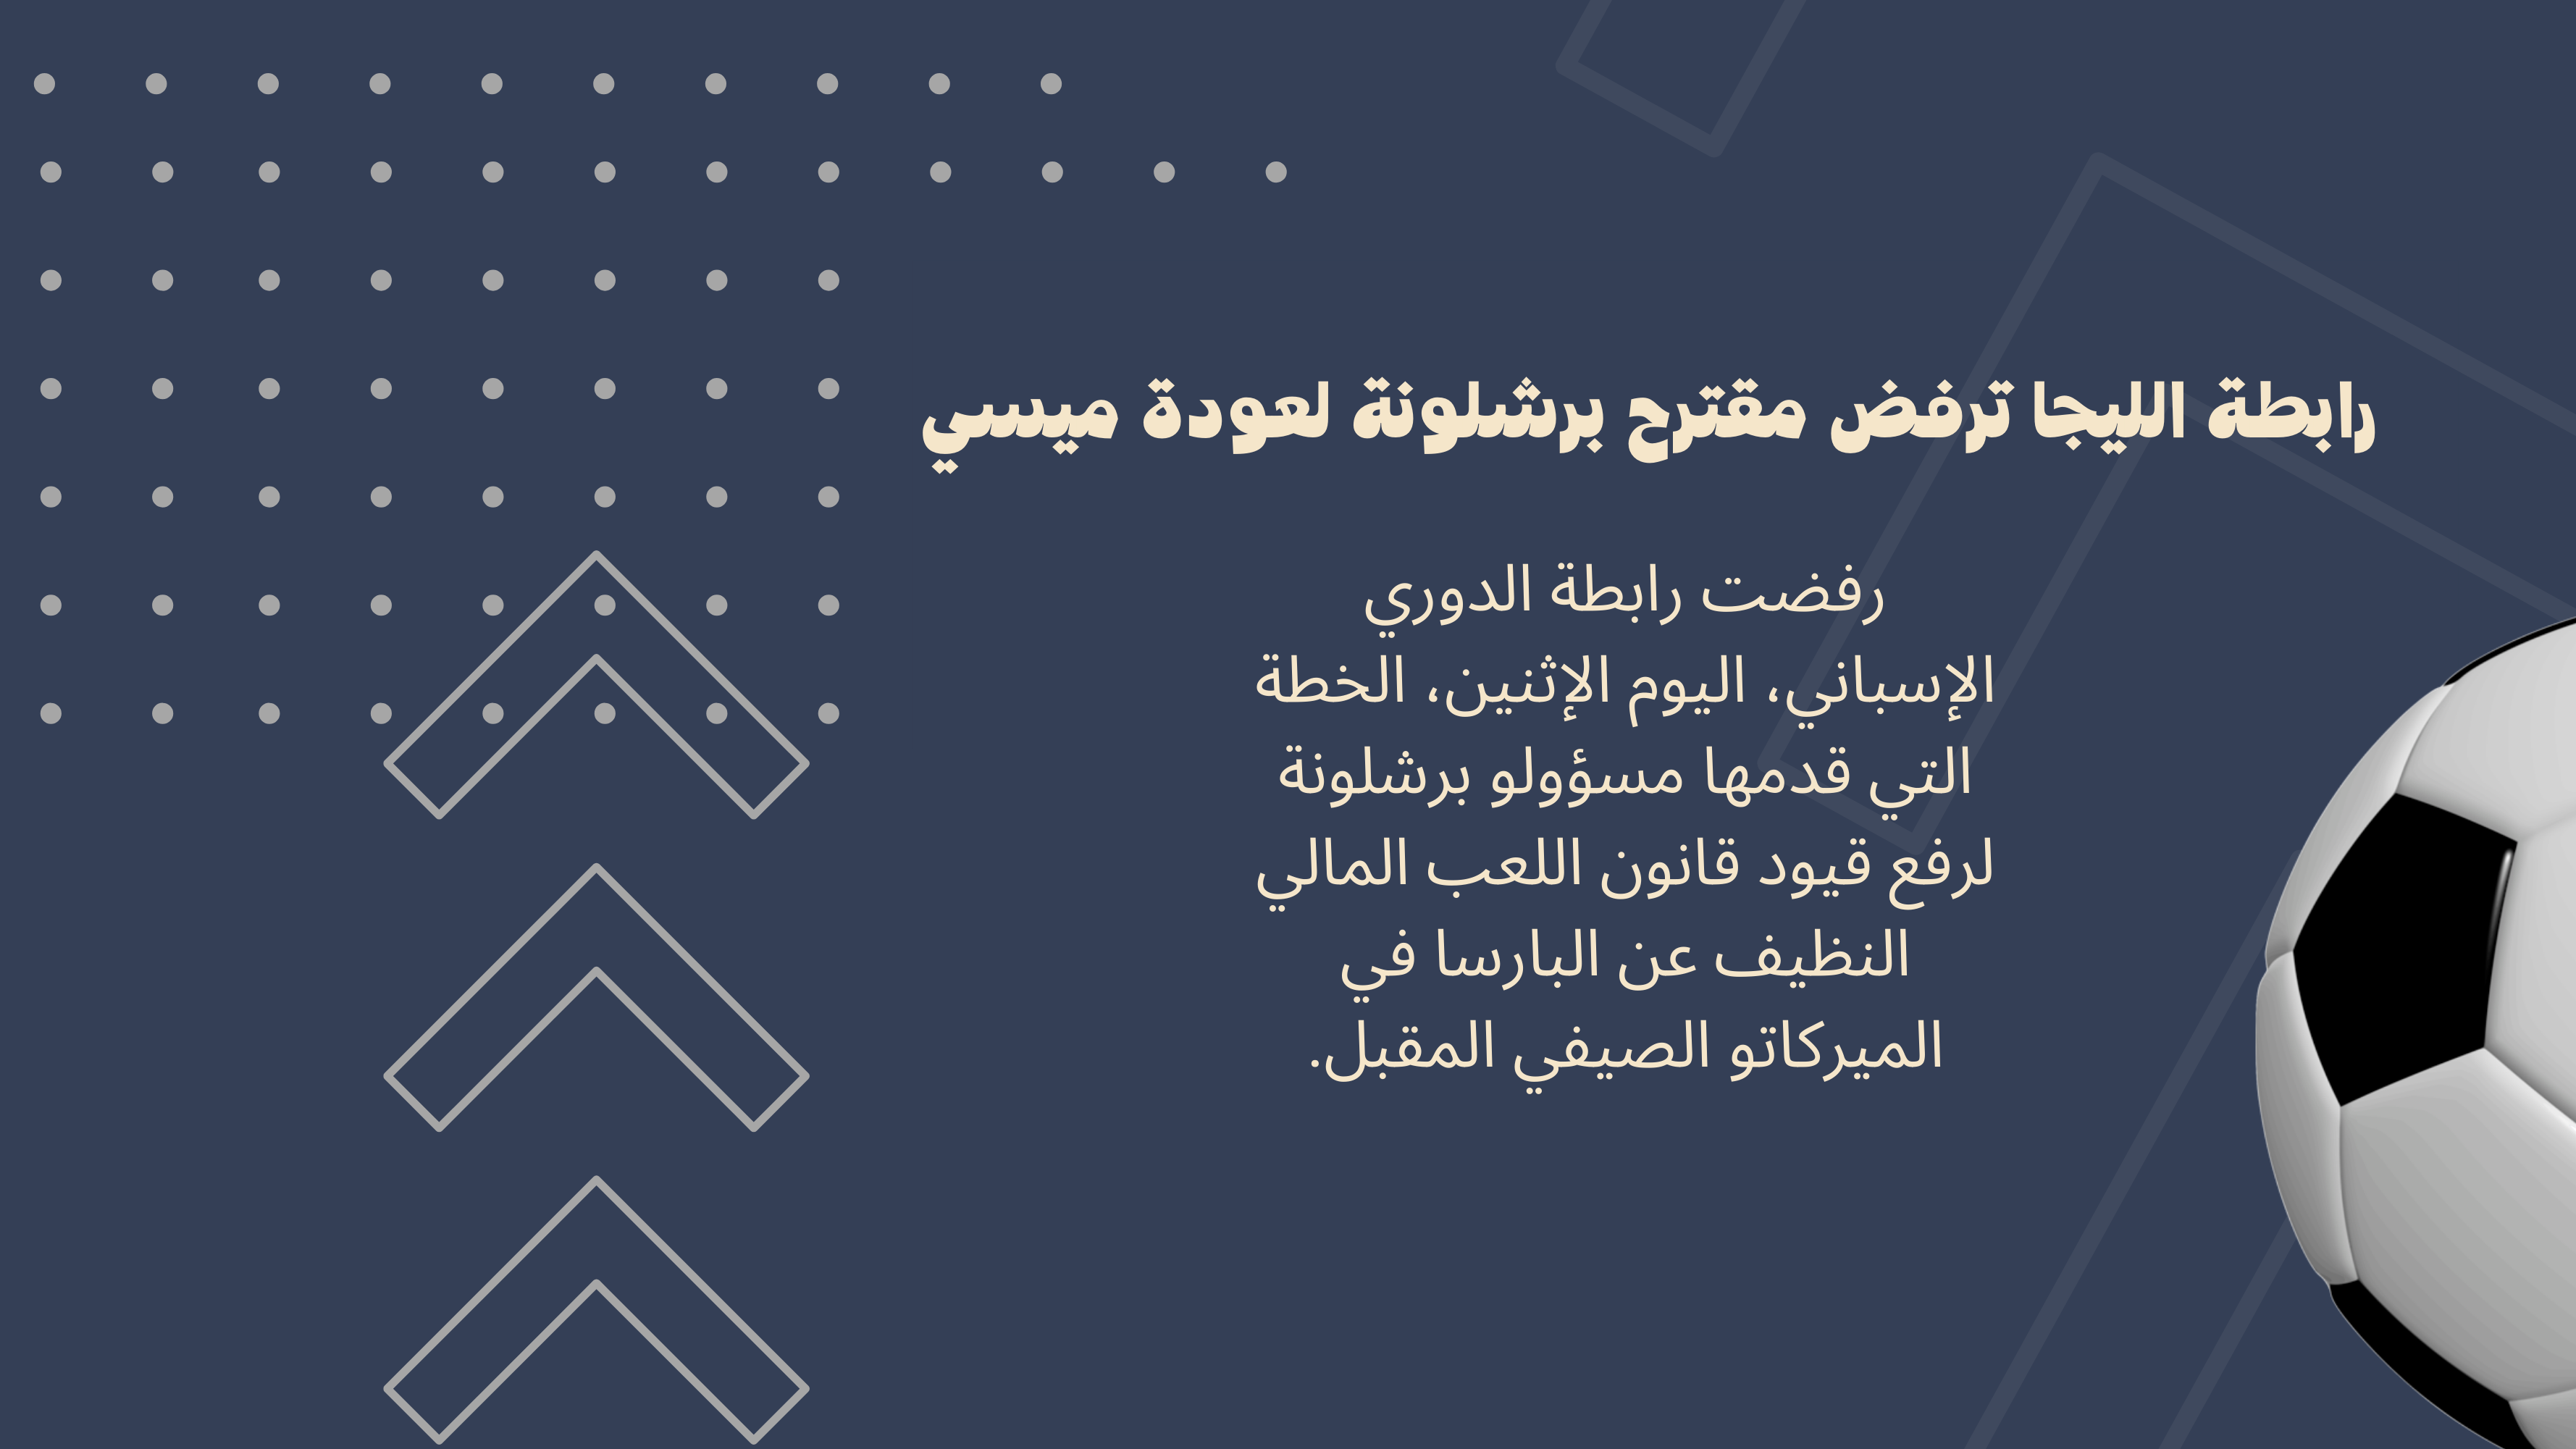 رابطة الليجا ترفض مقترح برشلونة لعودة ميسي
رفضت رابطة الدوري
الإسباني، اليوم الإثنين، الخطة
التي قدمها مسؤولو برشلونة
لرفع قيود قانون اللعب المالي
النظيف عن البارسا في
الميركاتو الصيفي المقبل.